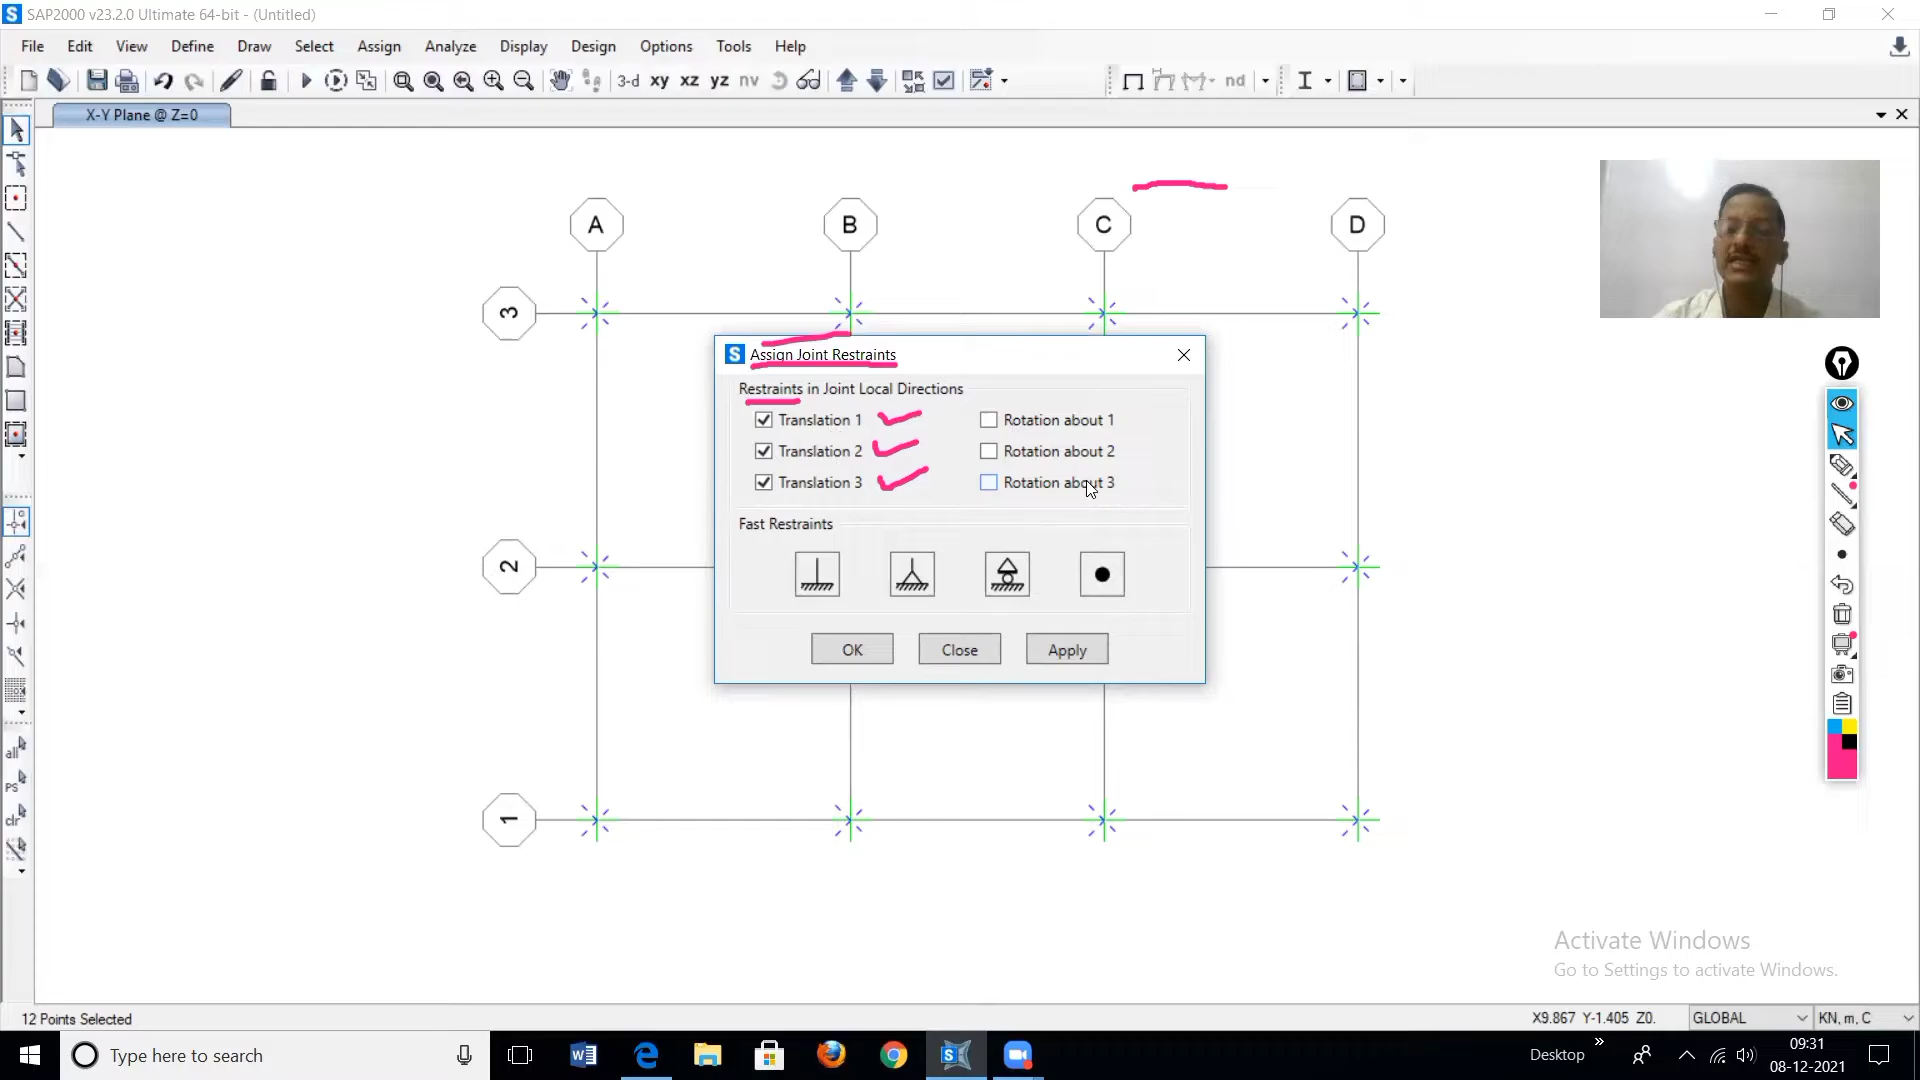 SAP2000 v23.2.0 Ultimate 64-bit - (Untitled)
File Edit View Define Draw Select Assign Analyze Display Design Options Tools Help
3-d xy xz yz nv nd
X-Y Plane @ Z=0
A B C D
3
2
1
Assign Joint Restraints
Restraints in Joint Local Directions
Translation 1 Rotation about 1
Translation 2 Rotation about 2
Translation 3 Rotation about 3
Fast Restraints
OK Close Apply
all
PS
clr
Activate Windows
Go to Settings to activate Windows.
12 Points Selected
X9.867 Y-1.405 Z0.
GLOBAL
KN, m, C
Type here to search
Desktop
09:31
08-12-2021